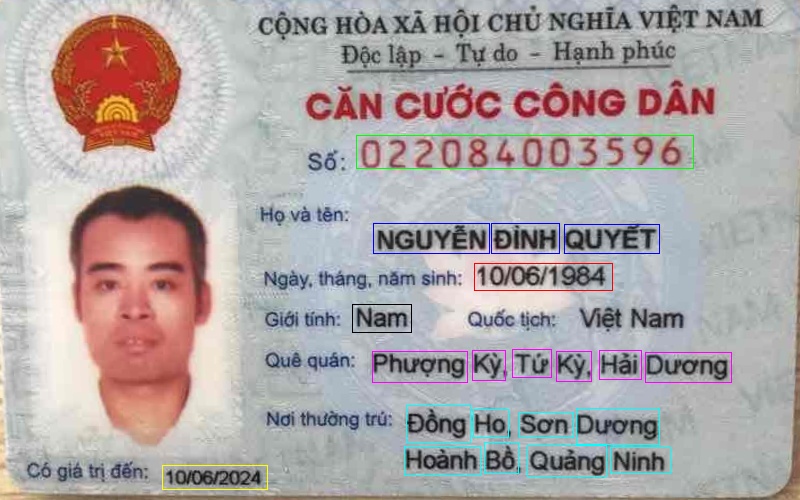 CỘNG HÒA XÃ HỘI CHỦ NGHĨA VIỆT NAM
Độc lập - Tự do - Hạnh phúc
CĂN CƯỚC CÔNG DÂN
Số: 022084003596
Họ và tên:
NGUYỄN ĐÌNH QUYẾT
Ngày, tháng, năm sinh: 10/06/1984
Giới tính: Nam Quốc tịch: Việt Nam
Quê quán: Phượng Kỳ, Tứ Kỳ, Hải Dương
Nơi thường trú: Đồng Ho, Sơn Dương
Hoành Bồ, Quảng Ninh
Có giá trị đến: 10/06/2024